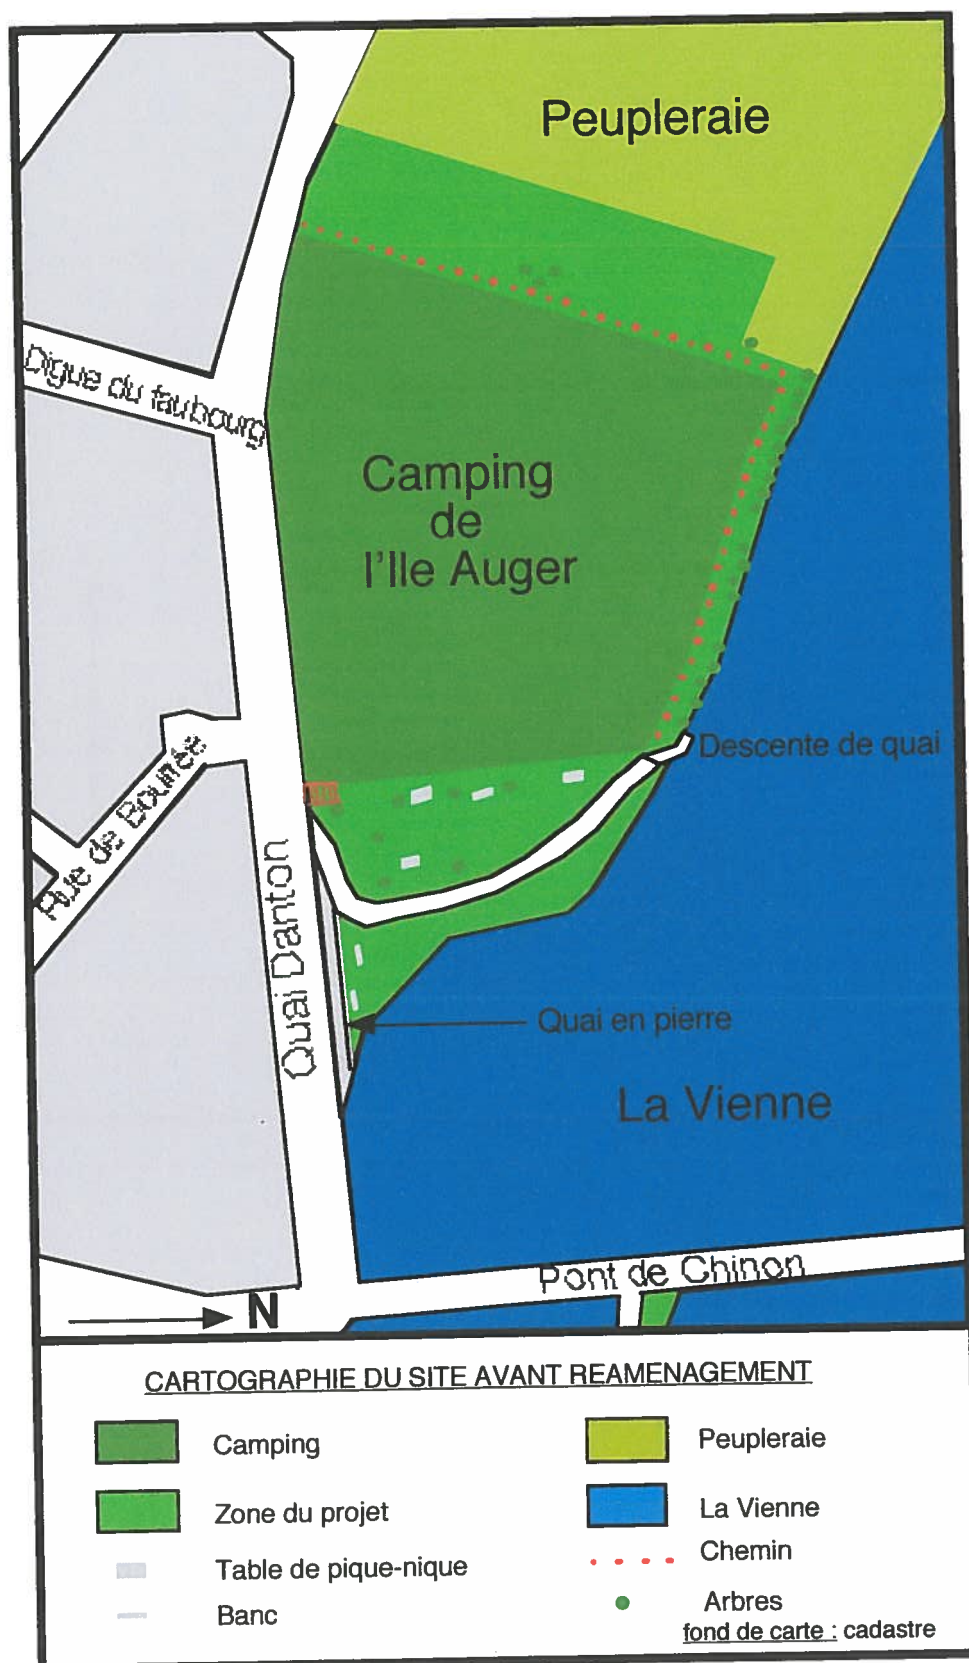 Peupleraie
Digue du faubourg
Camping
de
l'Ile Auger
Rue de Bourée
Descente de quai
Quai Danton
Quai en pierre
La Vienne
Pont de Chinon
N
CARTOGRAPHIE DU SITE AVANT REAMENAGEMENT
Camping
Peupleraie
Zone du projet
La Vienne
Table de pique-nique
Chemin
Banc
Arbres
fond de carte : cadastre